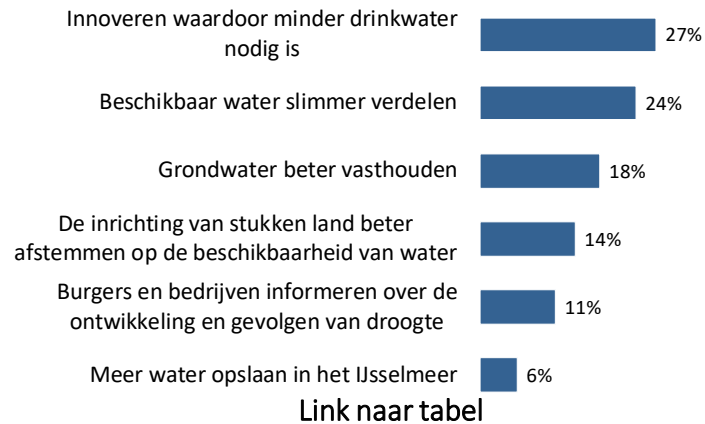 Innoveren waardoor minder drinkwater
nodig is
27%
Beschikbaar water slimmer verdelen
24%
Grondwater beter vasthouden
18%
De inrichting van stukken land beter
afstemmen op de beschikbaarheid van water
14%
Burgers en bedrijven informeren over de
ontwikkeling en gevolgen van droogte
11%
Meer water opslaan in het IJsselmeer
6%
Link naar tabel